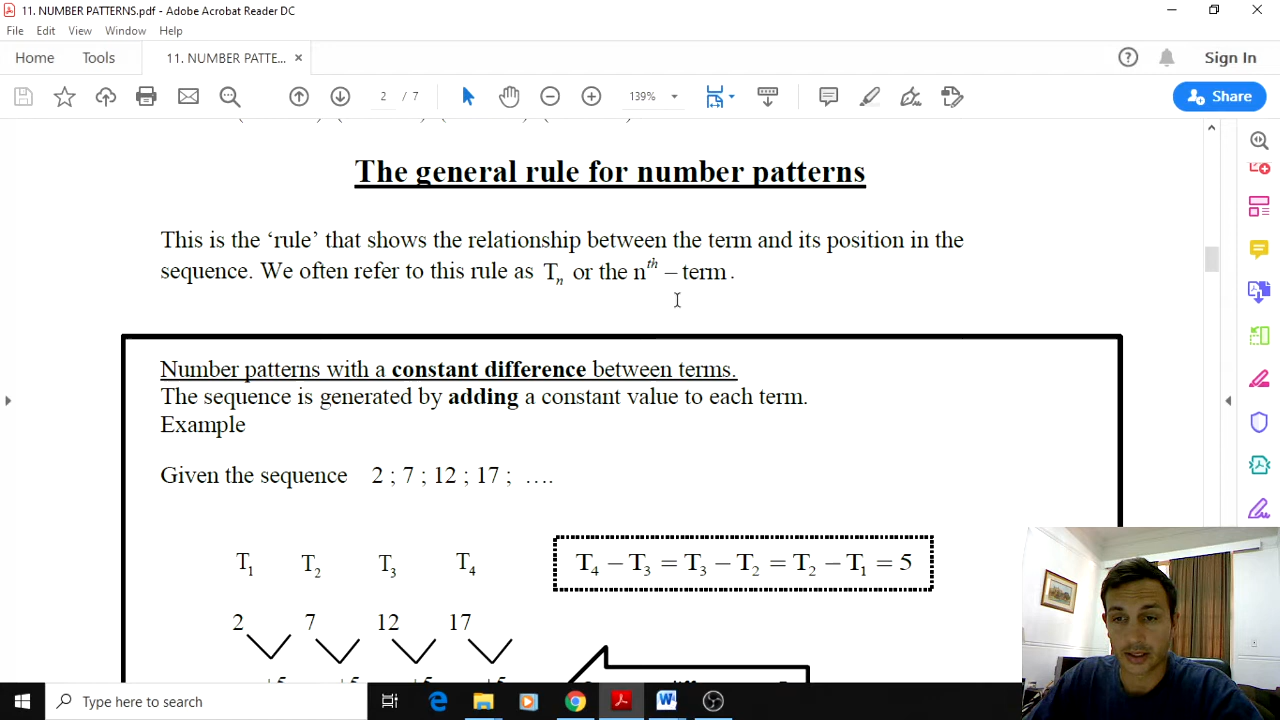 11. NUMBER PATTERNS.pdf - Adobe Acrobat Reader DC
File Edit View Window Help
Home Tools 11. NUMBER PATTE... ×
Sign In
2 / 7
139%
Share
The general rule for number patterns
This is the ‘rule’ that shows the relationship between the term and its position in the
sequence. We often refer to this rule as Tₙ or the nᵗʰ – term .
Number patterns with a constant difference between terms.
The sequence is generated by adding a constant value to each term.
Example
Given the sequence 2 ; 7 ; 12 ; 17 ; ….
T₁ T₂ T₃ T₄
T₄ – T₃ = T₃ – T₂ = T₂ – T₁ = 5
2 7 12 17
Type here to search